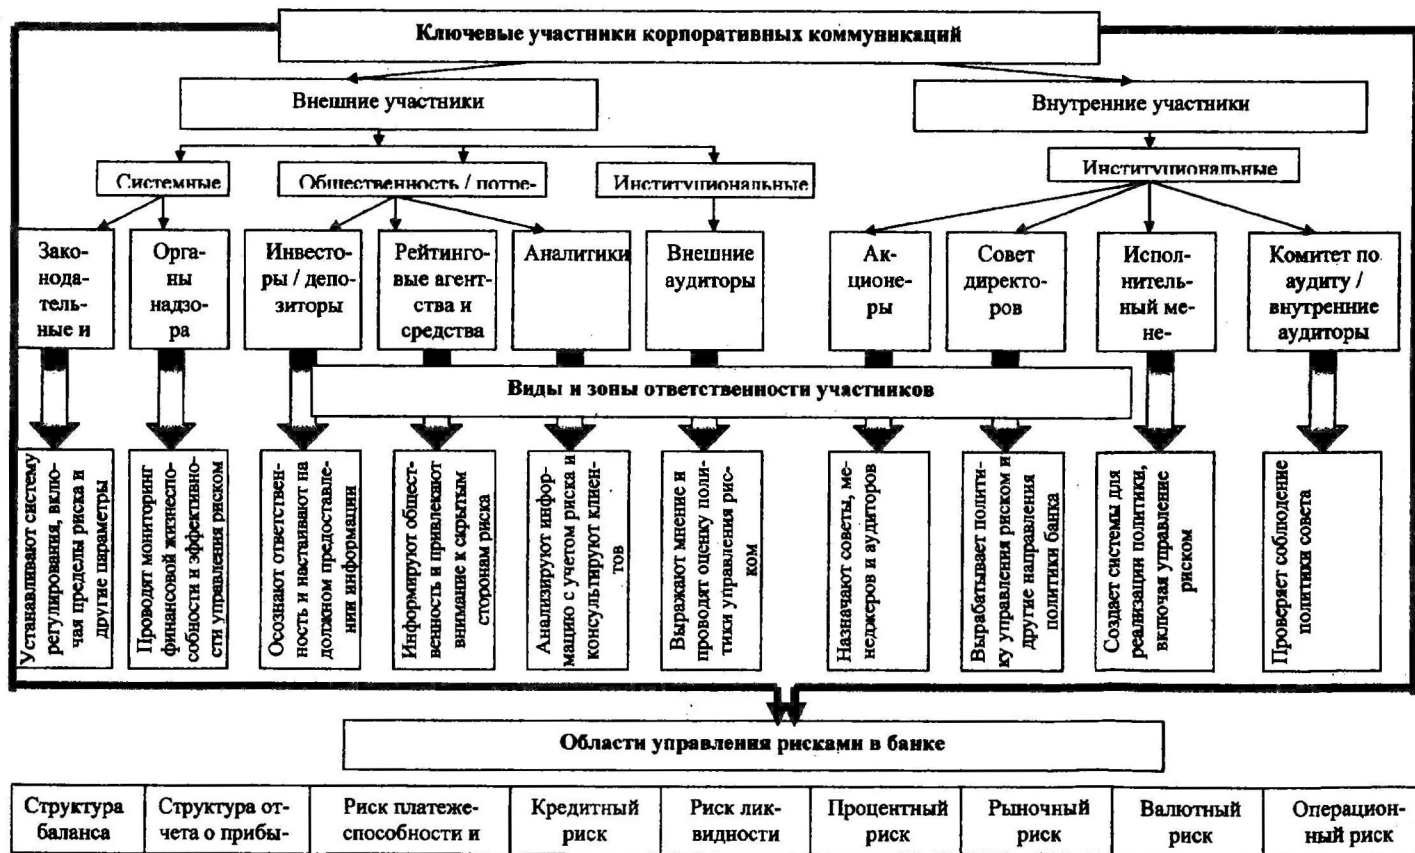 Ключевые участники корпоративных коммуникаций
Внешние участники
Внутренние участники
Системные
Общественность / потре-
Институциональные
Институциональные
Зако-
нода-
тель-
ные и
Орга-
ны
надзо-
ра
Инвесто-
ры / депо-
зиторы
Рейтинго-
вые агент-
ства и
средства
Аналитики
Внешние
аудиторы
Ак-
ционе-
ры
Совет
директо-
ров
Испол-
нитель-
ный ме-
не-
Комитет по
аудиту /
внутренние
аудиторы
Виды и зоны ответственности участников
Устанавливают систему
регулирования, вклю-
чая пределы риска и
другие параметры
Проводят мониторинг
финансовой жизнеспо-
собности и эффективно-
сти управления риском
Осознают ответствен-
ность и настаивают на
должном предоставле-
нии информации
Информируют общест-
венность и привлекают
внимание к скрытым
сторонам риска
Анализируют инфор-
мацию с учетом риска и
консультируют клиен-
тов
Выражают мнение и
проводят оценку поли-
тики управления рис-
ком
Назначают советы, ме-
неджеров и аудиторов
Вырабатывает полити-
ку управления риском и
другие направления
политики банка
Создает системы для
реализации политики,
включая управление
риском
Проверяет соблюдение
политики совета
Области управления рисками в банке
Структура
баланса
Структура от-
чета о прибы-
Риск платеже-
способности и
Кредитный
риск
Риск лик-
видности
Процентный
риск
Рыночный
риск
Валютный
риск
Операцион-
ный риск